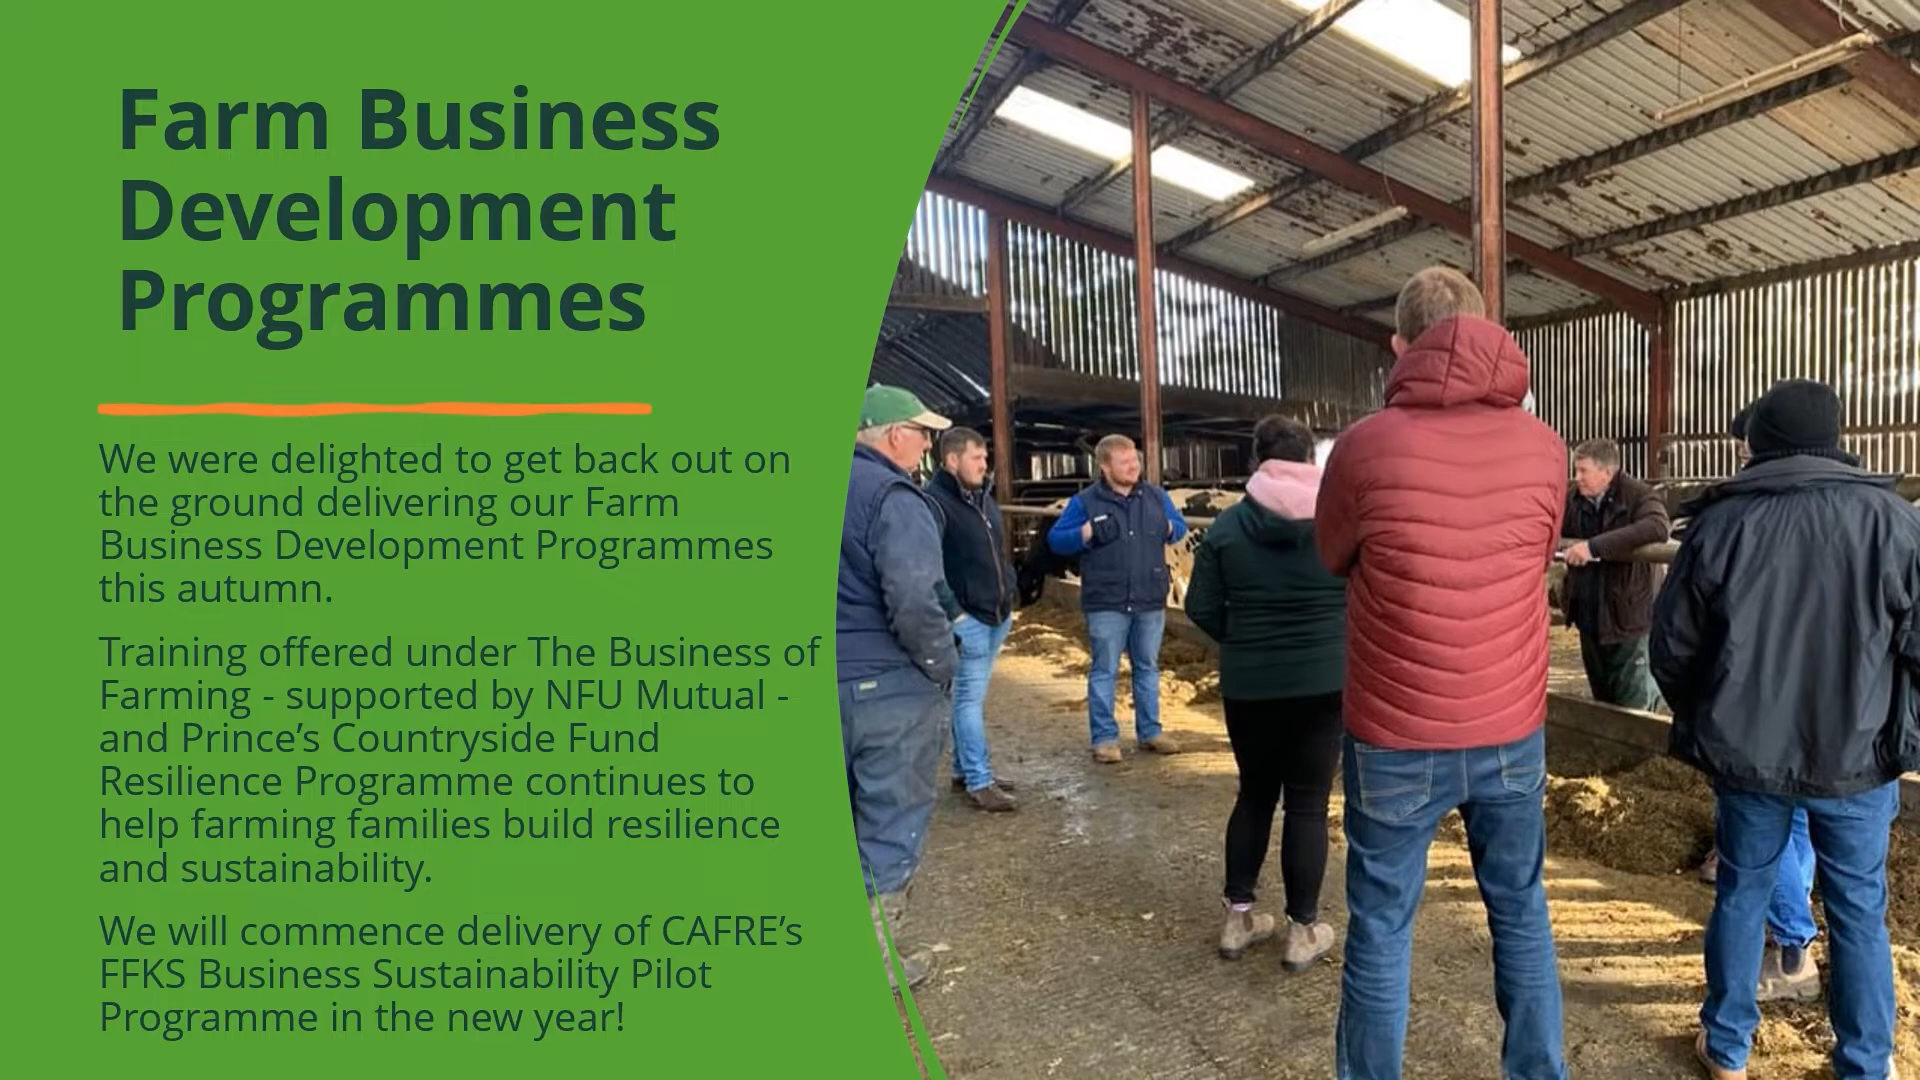 Farm Business
Development
Programmes
We were delighted to get back out on
the ground delivering our Farm
Business Development Programmes
this autumn.
Training offered under The Business of
Farming - supported by NFU Mutual -
and Prince’s Countryside Fund
Resilience Programme continues to
help farming families build resilience
and sustainability.
We will commence delivery of CAFRE’s
FFKS Business Sustainability Pilot
Programme in the new year!